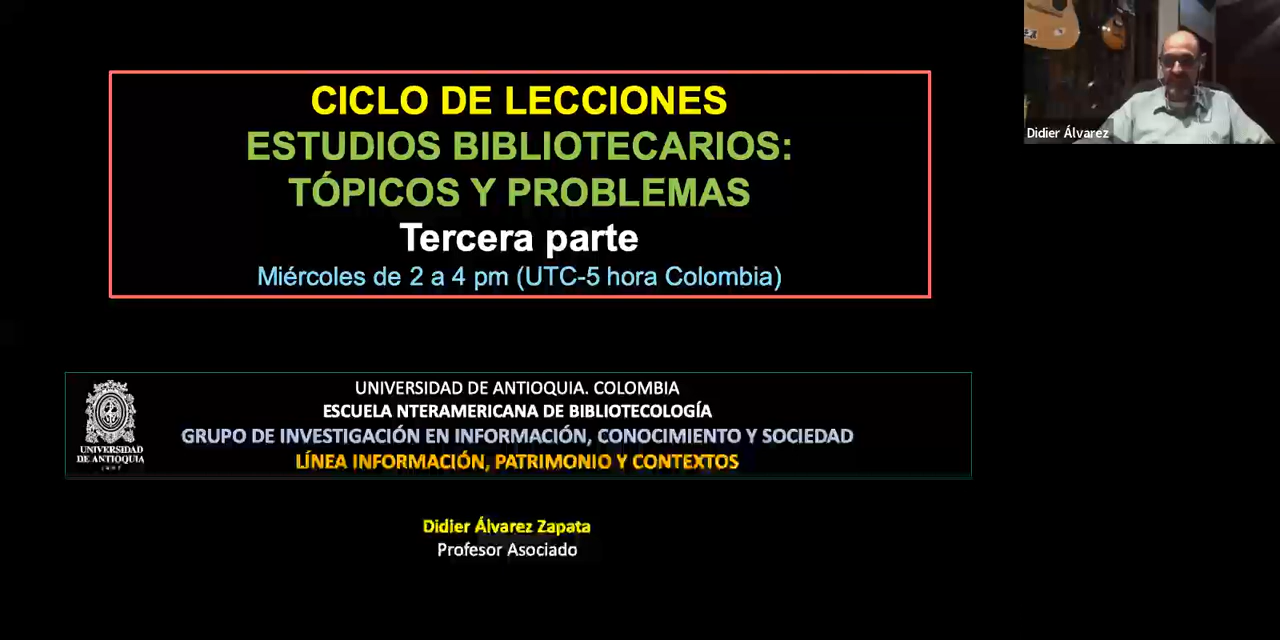 CICLO DE LECCIONES
ESTUDIOS BIBLIOTECARIOS:
TÓPICOS Y PROBLEMAS
Tercera parte
Miércoles de 2 a 4 pm (UTC-5 hora Colombia)
Didier Álvarez
UNIVERSIDAD DE ANTIOQUIA. COLOMBIA
ESCUELA NTERAMERICANA DE BIBLIOTECOLOGÍA
GRUPO DE INVESTIGACIÓN EN INFORMACIÓN, CONOCIMIENTO Y SOCIEDAD
LÍNEA INFORMACIÓN, PATRIMONIO Y CONTEXTOS
UNIVERSIDAD
DE ANTIOQUIA
Didier Álvarez Zapata
Profesor Asociado